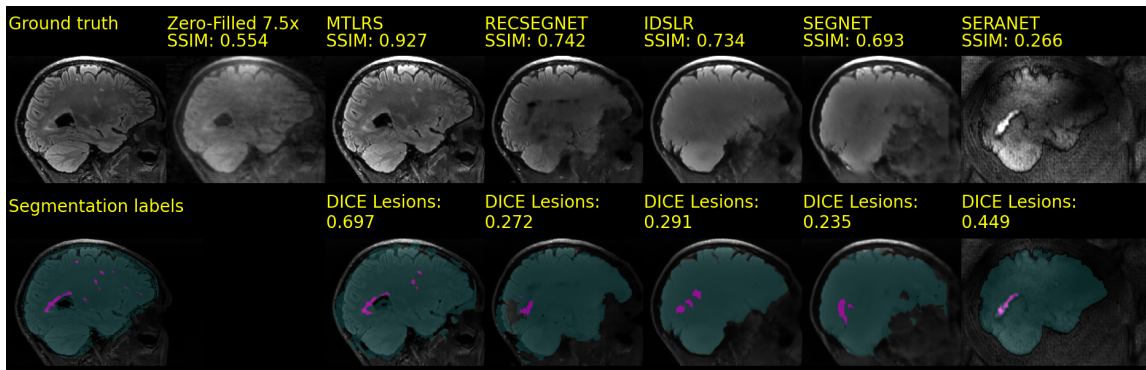 Ground truth
Zero-Filled 7.5x
SSIM: 0.554
MTLRS
SSIM: 0.927
RECSEGNET
SSIM: 0.742
IDSLR
SSIM: 0.734
SEGNET
SSIM: 0.693
SERANET
SSIM: 0.266
Segmentation labels
DICE Lesions:
0.697
DICE Lesions:
0.272
DICE Lesions:
0.291
DICE Lesions:
0.235
DICE Lesions:
0.449